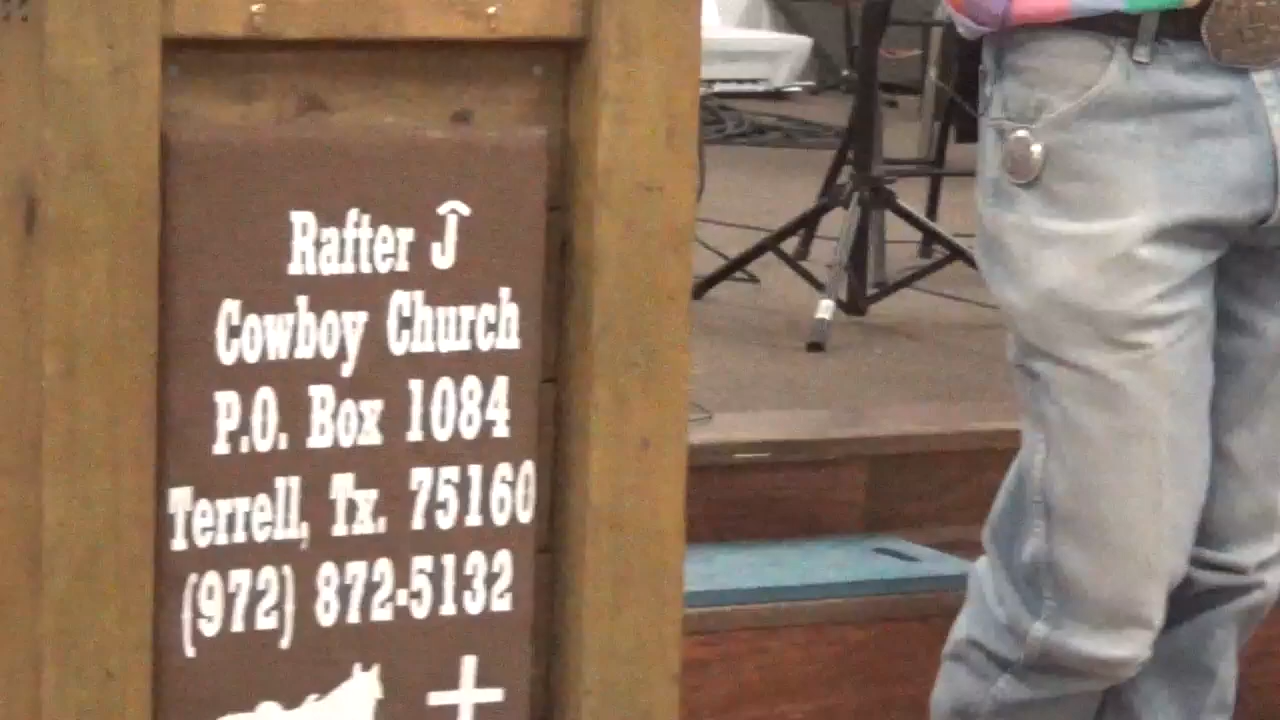 Rafter Ĵ
Cowboy Church
P.O. Box 1084
Terrell, Tx. 75160
(972) 872-5132